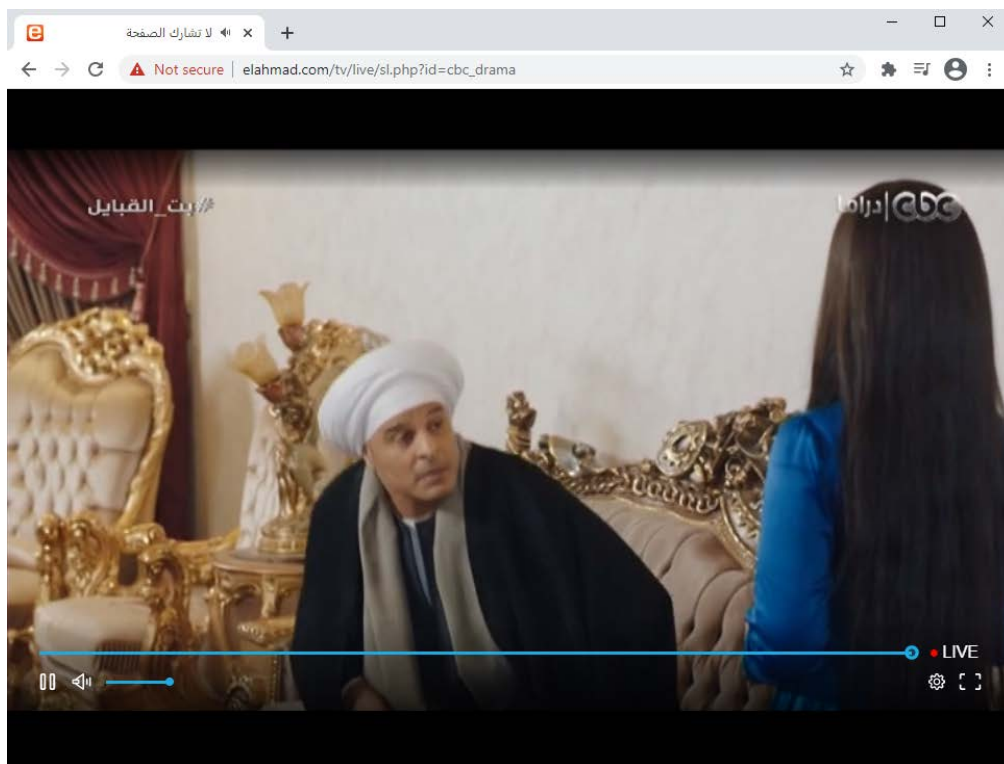 لا تشارك الصفحة
Not secure | elahmad.com/tv/live/sl.php?id=cbc_drama
#بت_القبايل
cbc|دراما
LIVE